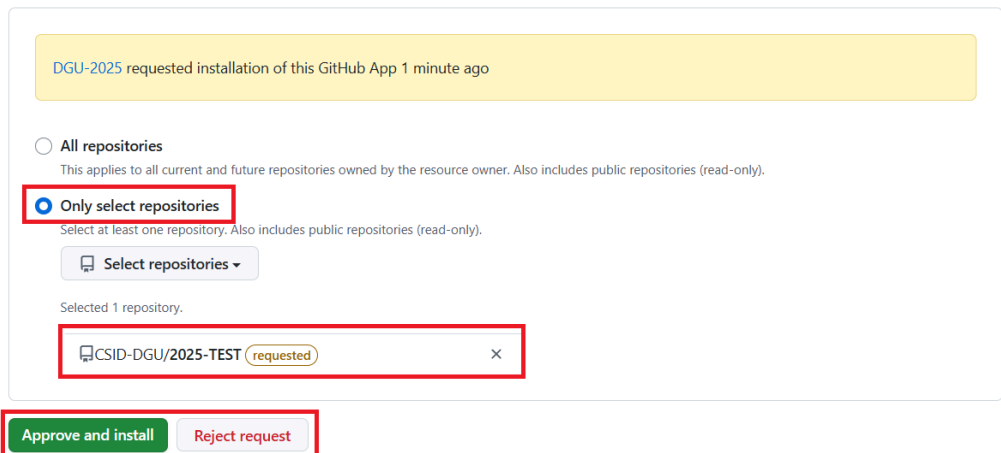 DGU-2025 requested installation of this GitHub App 1 minute ago
All repositories
This applies to all current and future repositories owned by the resource owner. Also includes public repositories (read-only).
Only select repositories
Select at least one repository. Also includes public repositories (read-only).
Select repositories
Selected 1 repository.
CSID-DGU/2025-TEST requested
Approve and install Reject request